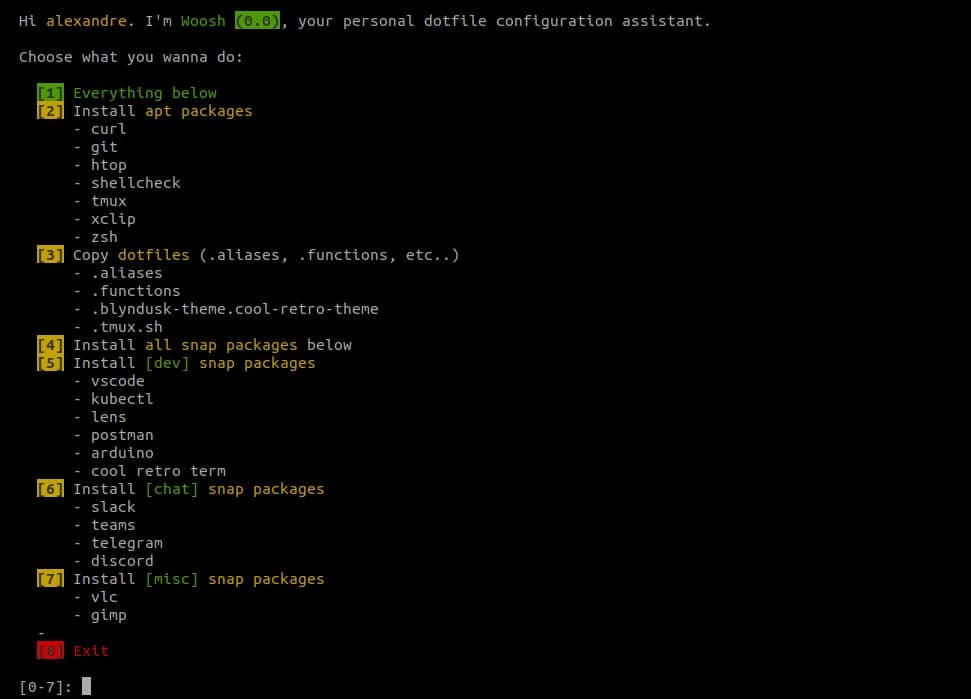 Hi alexandre. I'm Woosh (0.0), your personal dotfile configuration assistant.
Choose what you wanna do:
[1] Everything below
[2] Install apt packages
- curl
- git
- htop
- shellcheck
- tmux
- xclip
- zsh
[3] Copy dotfiles (.aliases, .functions, etc..)
- .aliases
- .functions
- .blyndusk-theme.cool-retro-theme
- .tmux.sh
[4] Install all snap packages below
[5] Install [dev] snap packages
- vscode
- kubectl
- lens
- postman
- arduino
- cool retro term
[6] Install [chat] snap packages
- slack
- teams
- telegram
- discord
[7] Install [misc] snap packages
- vlc
- gimp
-
[0] Exit
[0-7]: